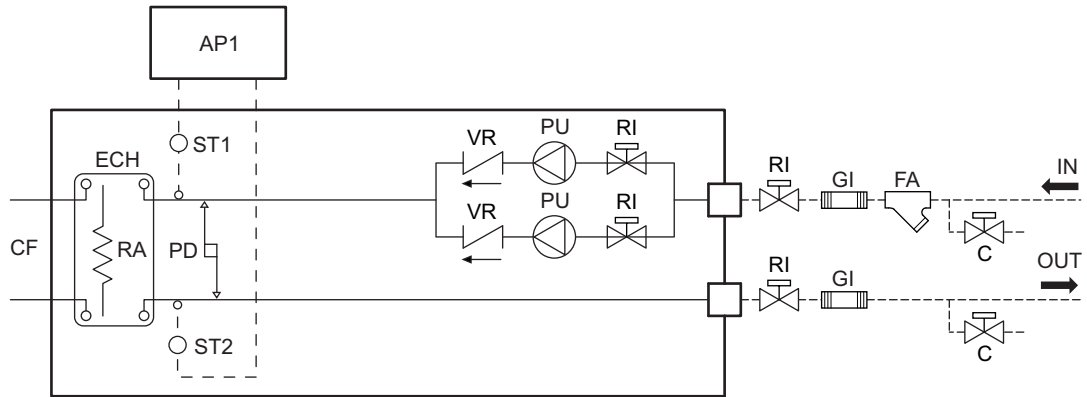 AP1
ST1
ECH
VR
PU
RI
RI
GI
FA
IN
CF
RA
PD
VR
PU
RI
C
OUT
RI
GI
ST2
C